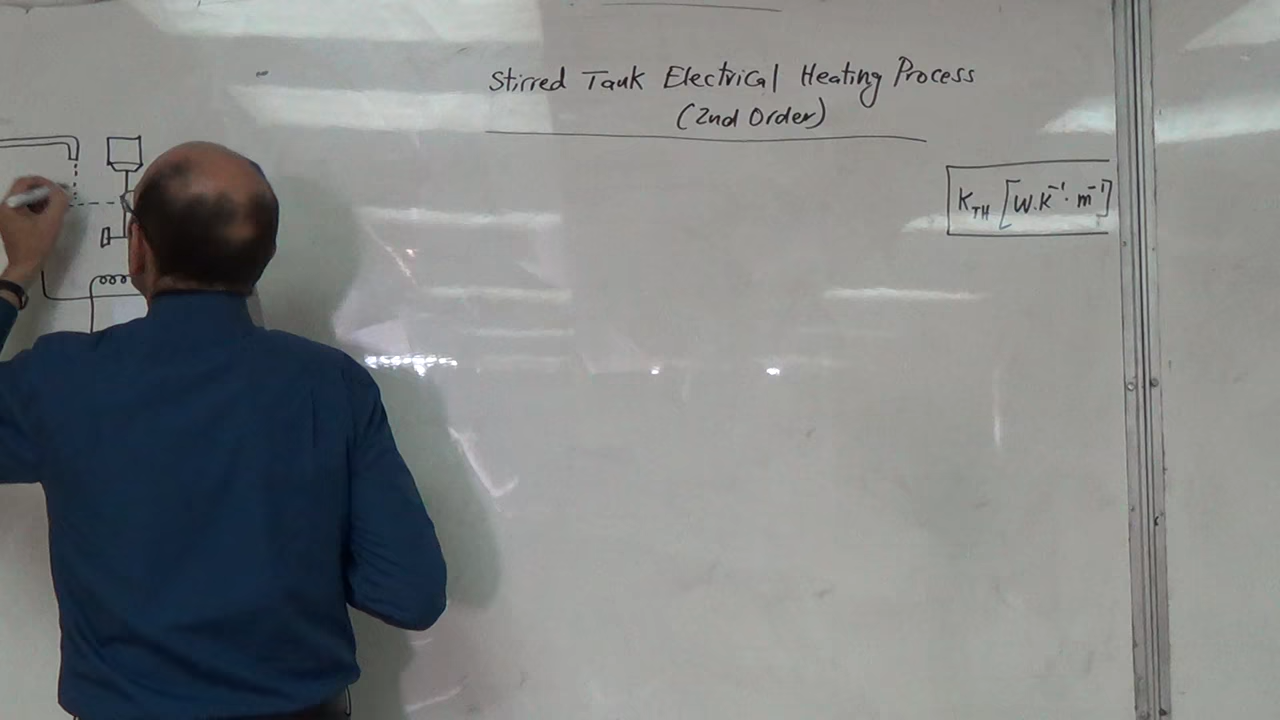 Stirred Tank Electrical Heating Process
(2nd Order)
K_TH [W.K⁻¹.m⁻¹]